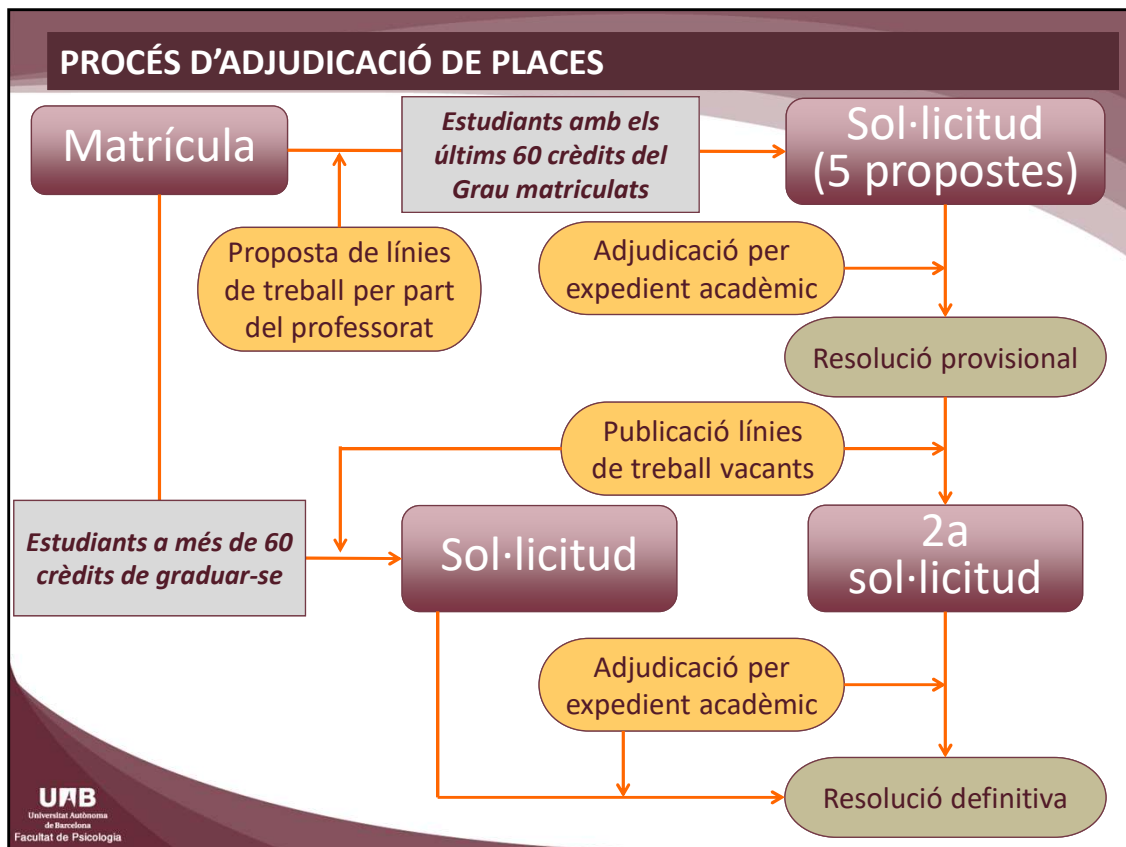 PROCÉS D'ADJUDICACIÓ DE PLACES
Matrícula
Estudiants amb els
últims 60 crèdits del
Grau matriculats
Sol·licitud
(5 propostes)
Proposta de línies
de treball per part
del professorat
Adjudicació per
expedient acadèmic
Resolució provisional
Publicació línies
de treball vacants
Estudiants a més de 60
crèdits de graduar-se
Sol·licitud
2a
sol·licitud
Adjudicació per
expedient acadèmic
Resolució definitiva
UAB
Universitat Autònoma
de Barcelona
Facultat de Psicologia